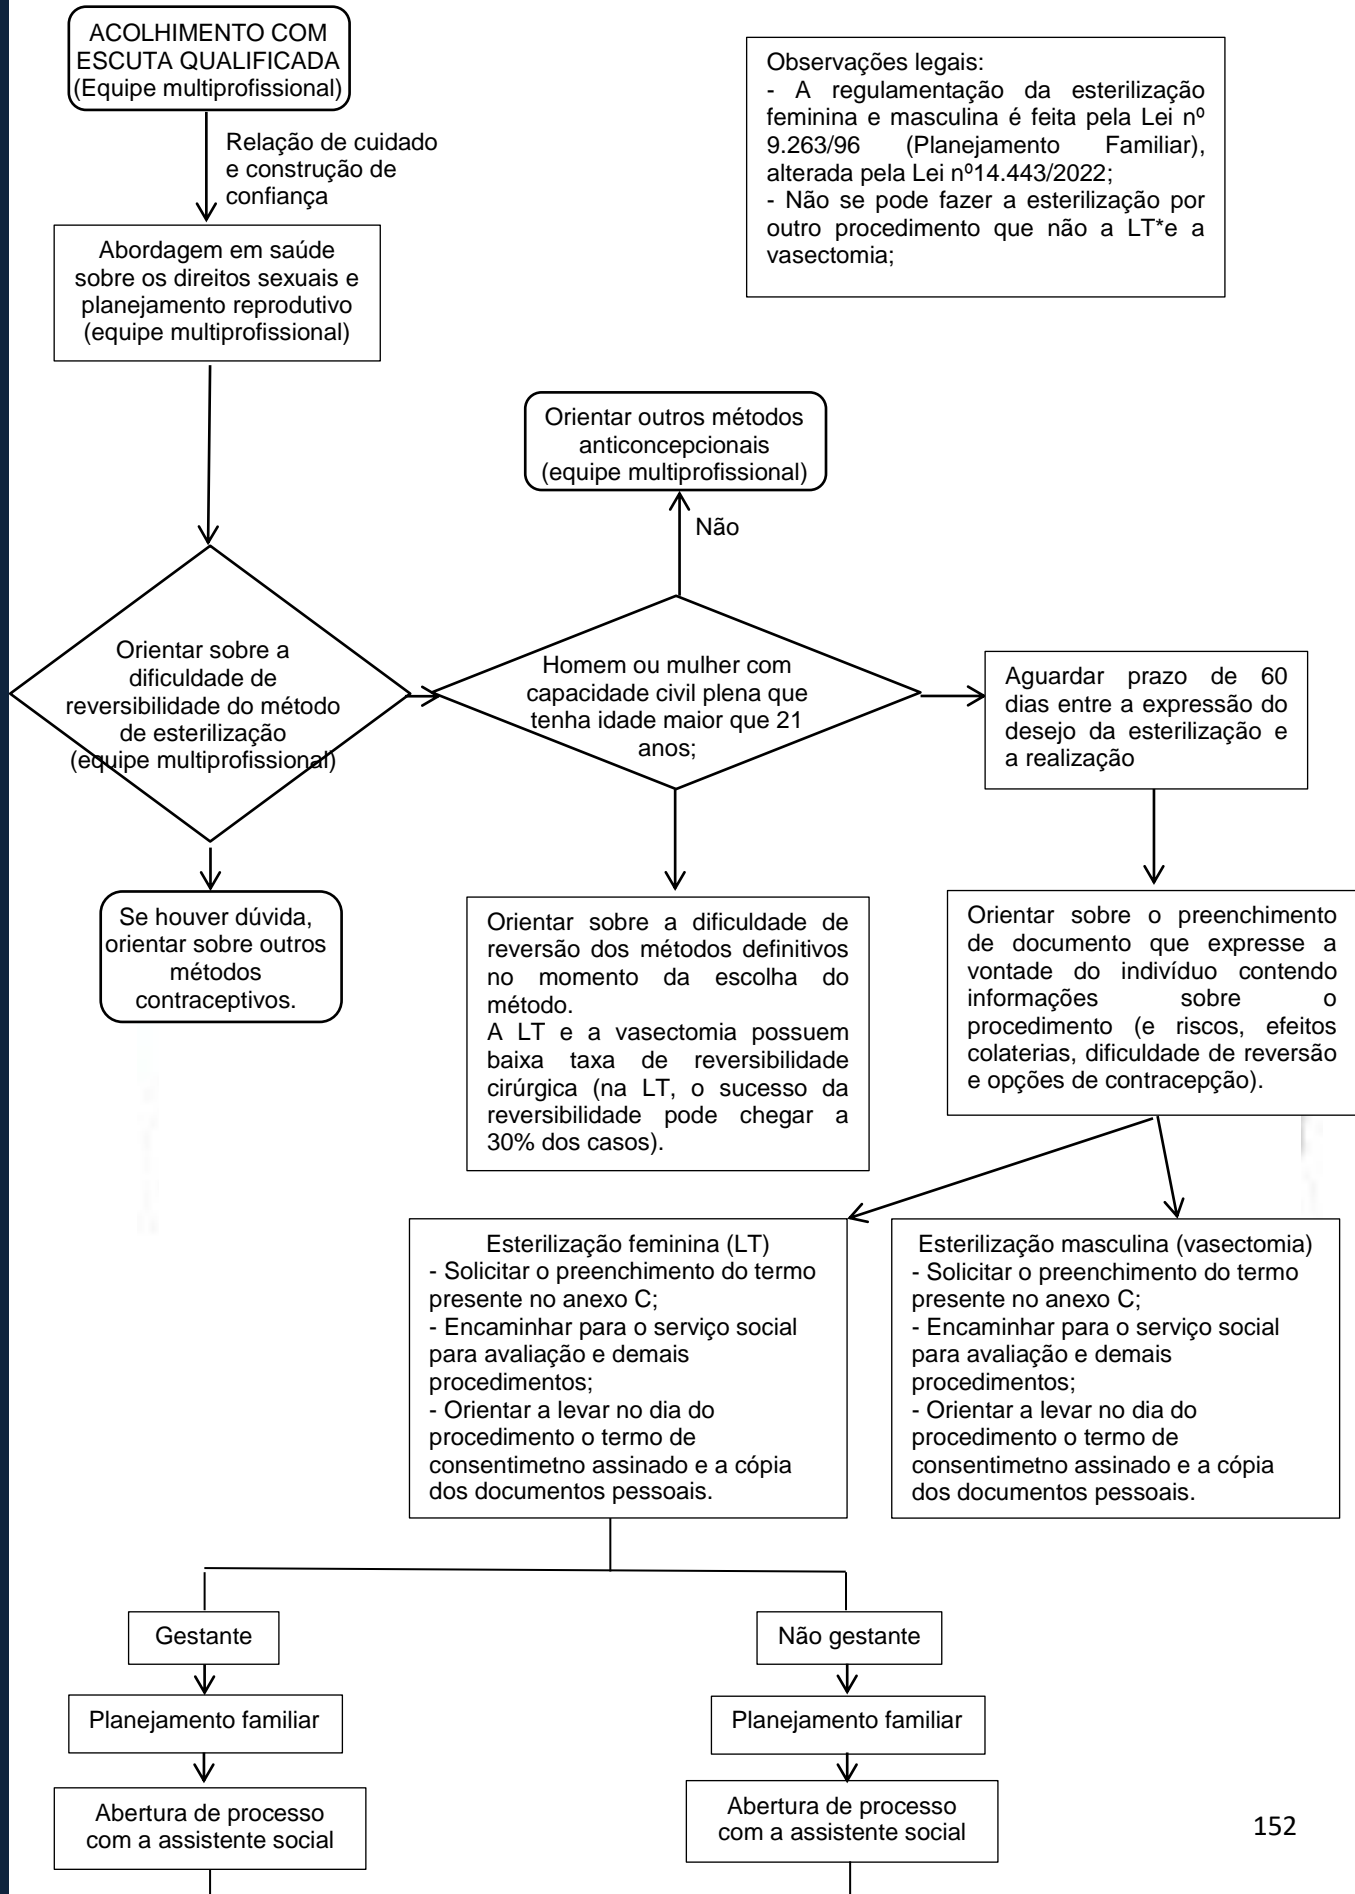 ACOLHIMENTO COM
ESCUTA QUALIFICADA
(Equipe multiprofissional)
Relação de cuidado
e construção de
confiança
Observações legais:
- A regulamentação da esterilização
feminina e masculina é feita pela Lei nº
9.263/96 (Planejamento Familiar),
alterada pela Lei nº14.443/2022;
- Não se pode fazer a esterilização por
outro procedimento que não a LT*e a
vasectomia;
Abordagem em saúde
sobre os direitos sexuais e
planejamento reprodutivo
(equipe multiprofissional)
Orientar outros métodos
anticoncepcionais
(equipe multiprofissional)
Não
Orientar sobre a
dificuldade de
reversibilidade do método
de esterilização
(equipe multiprofissional)
Homem ou mulher com
capacidade civil plena que
tenha idade maior que 21
anos;
Aguardar prazo de 60
dias entre a expressão do
desejo da esterilização e
a realização
Se houver dúvida,
orientar sobre outros
métodos
contraceptivos.
Orientar sobre a dificuldade de
reversão dos métodos definitivos
no momento da escolha do
método.
A LT e a vasectomia possuem
baixa taxa de reversibilidade
cirúrgica (na LT, o sucesso da
reversibilidade pode chegar a
30% dos casos).
Orientar sobre o preenchimento
de documento que expresse a
vontade do indivíduo contendo
informações sobre o
procedimento (e riscos, efeitos
colaterias, dificuldade de reversão
e opções de contracepção).
Esterilização feminina (LT)
- Solicitar o preenchimento do termo
presente no anexo C;
- Encaminhar para o serviço social
para avaliação e demais
procedimentos;
- Orientar a levar no dia do
procedimento o termo de
consentimetno assinado e a cópia
dos documentos pessoais.
Esterilização masculina (vasectomia)
- Solicitar o preenchimento do termo
presente no anexo C;
- Encaminhar para o serviço social
para avaliação e demais
procedimentos;
- Orientar a levar no dia do
procedimento o termo de
consentimetno assinado e a cópia
dos documentos pessoais.
Gestante
Não gestante
Planejamento familiar
Planejamento familiar
Abertura de processo
com a assistente social
Abertura de processo
com a assistente social
152